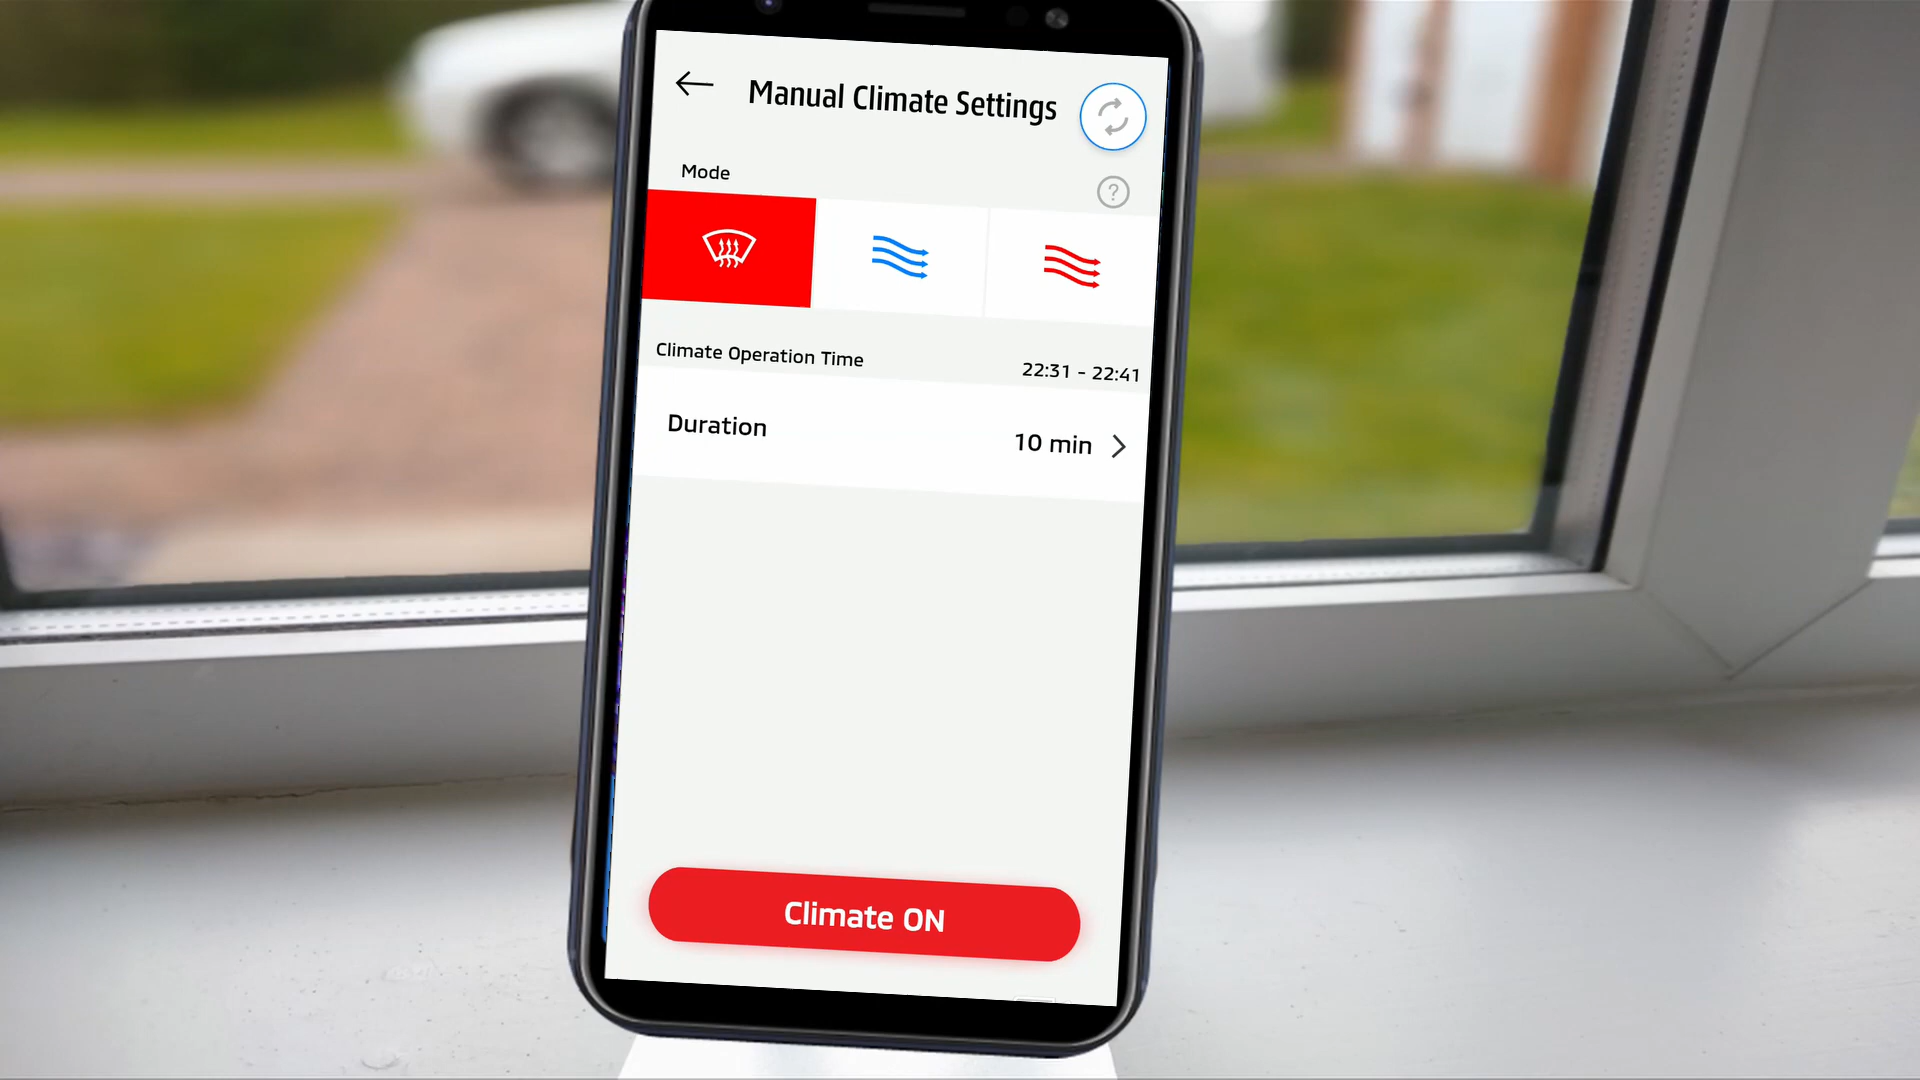 Manual Climate Settings
Mode
?
Climate Operation Time 22:31 - 22:41
Duration 10 min
Climate ON